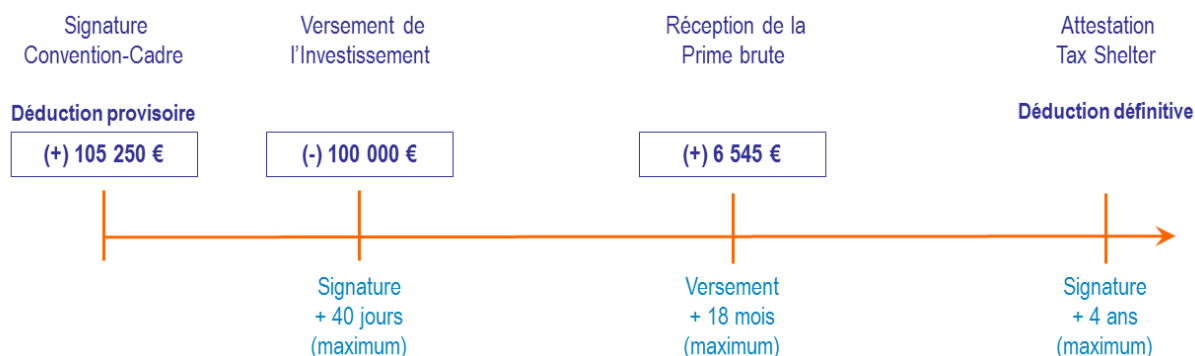 Signature
Convention-Cadre
Déduction provisoire
(+) 105 250 €
Versement de
l'Investissement
(-) 100 000 €
Signature
+ 40 jours
(maximum)
Réception de la
Prime brute
(+) 6 545 €
Versement
+ 18 mois
(maximum)
Attestation
Tax Shelter
Déduction définitive
Signature
+ 4 ans
(maximum)